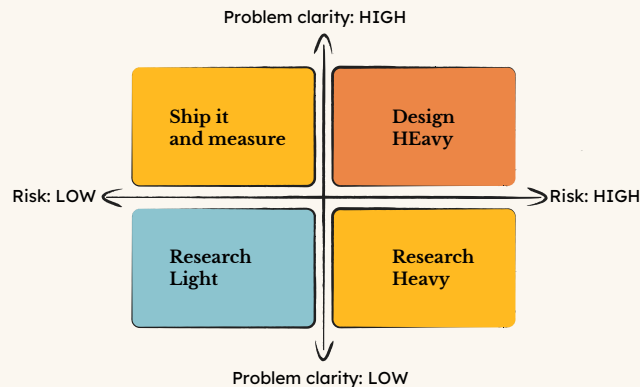 Problem clarity: HIGH
Ship it
and measure
Design
HEavy
Risk: LOW
Risk: HIGH
Research
Light
Research
Heavy
Problem clarity: LOW